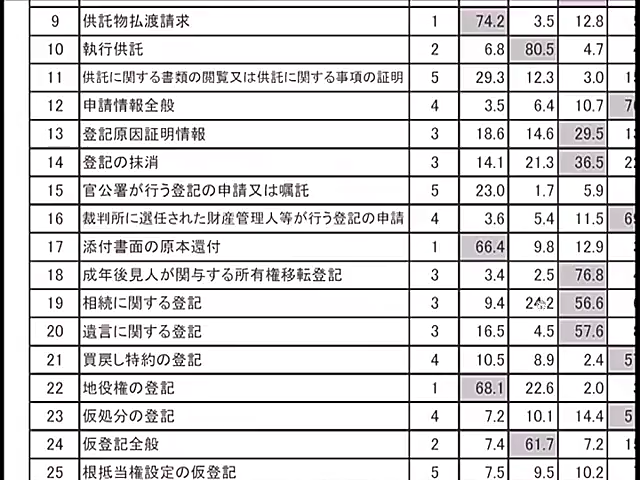 9 供託物払渡請求 1 74.2 3.5 12.8
10 執行供託 2 6.8 80.5 4.7
11 供託に関する書類の閲覧又は供託に関する事項の証明 5 29.3 12.3 3.0
12 申請情報全般 4 3.5 6.4 10.7
13 登記原因証明情報 3 18.6 14.6 29.5
14 登記の抹消 3 14.1 21.3 36.5
15 官公署が行う登記の申請又は嘱託 5 23.0 1.7 5.9
16 裁判所に選任された財産管理人等が行う登記の申請 4 3.6 5.4 11.5
17 添付書面の原本還付 1 66.4 9.8 12.9
18 成年後見人が関与する所有権移転登記 3 3.4 2.5 76.8
19 相続に関する登記 3 9.4 56.6
20 遺言に関する登記 3 16.5 4.5 57.6
21 買戻し特約の登記 4 10.5 8.9 2.4
22 地役権の登記 1 68.1 22.6 2.0
23 仮処分の登記 4 7.2 10.1 14.4
24 仮登記全般 2 7.4 61.7 7.2
25 根抵当権設定の仮登記 5 7.5 9.5 10.2